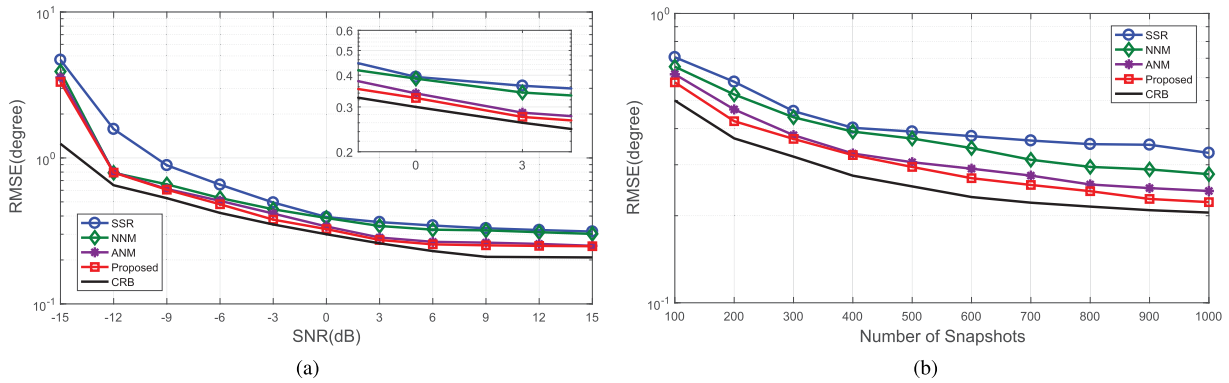 10^1
10^0
10^-1
RMSE(degree)
-15 -12 -9 -6 -3 0 3 6 9 12 15
SNR(dB)
SSR
NNM
ANM
Proposed
CRB
0.6
0.5
0.4
0.3
0.2
0 3
(a)
10^0
10^-1
RMSE(degree)
100 200 300 400 500 600 700 800 900 1000
Number of Snapshots
SSR
NNM
ANM
Proposed
CRB
(b)